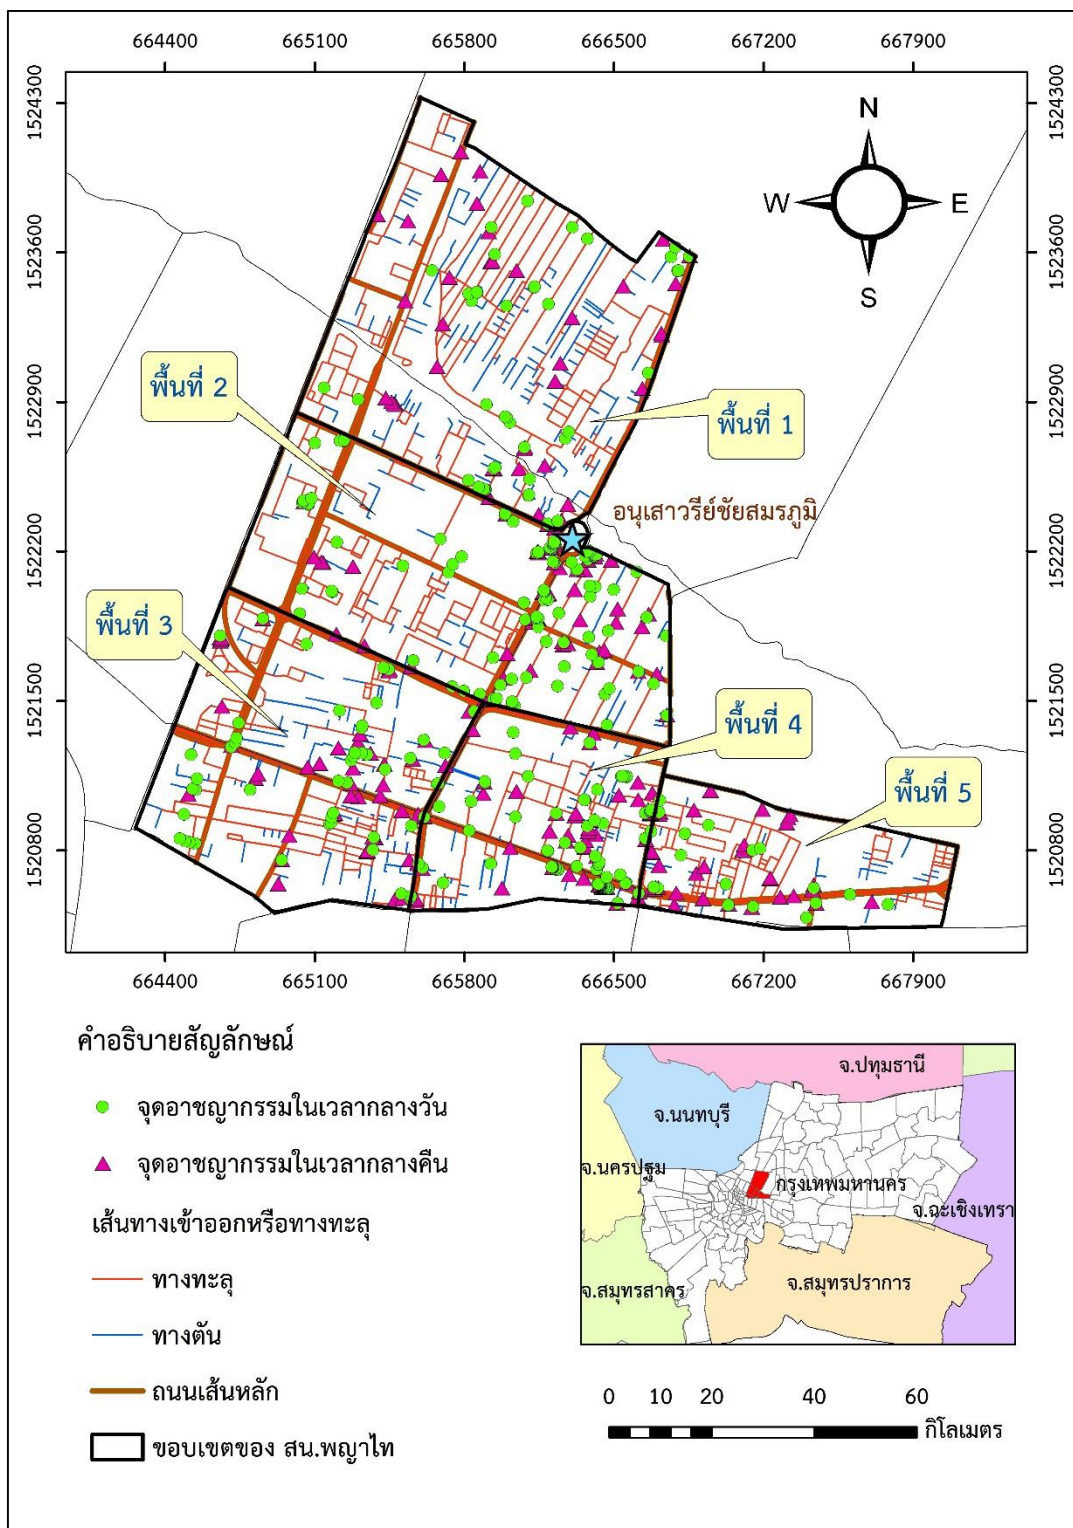 664400 665100 665800 666500 667200 667900
1524300 1524300
N
W E
S
1523600 1523600
พื้นที่ 2
1522900 1522900
พื้นที่ 1
อนุเสาวรีย์ชัยสมรภูมิ
1522200 1522200
พื้นที่ 3
1521500 1521500
พื้นที่ 4
พื้นที่ 5
1520800 1520800
664400 665100 665800 666500 667200 667900
คำอธิบายสัญลักษณ์
จุดอาชญากรรมในเวลากลางวัน
จุดอาชญากรรมในเวลากลางคืน
เส้นทางเข้าออกหรือทางทะลุ
ทางทะลุ
ทางตัน
ถนนเส้นหลัก
ขอบเขตของ สน.พญาไท
จ.ปทุมธานี
จ.นนทบุรี
จ.นครปฐม
กรุงเทพมหานคร
จ.ฉะเชิงเทรา
จ.สมุทรสาคร
จ.สมุทรปราการ
0 10 20 40 60
กิโลเมตร